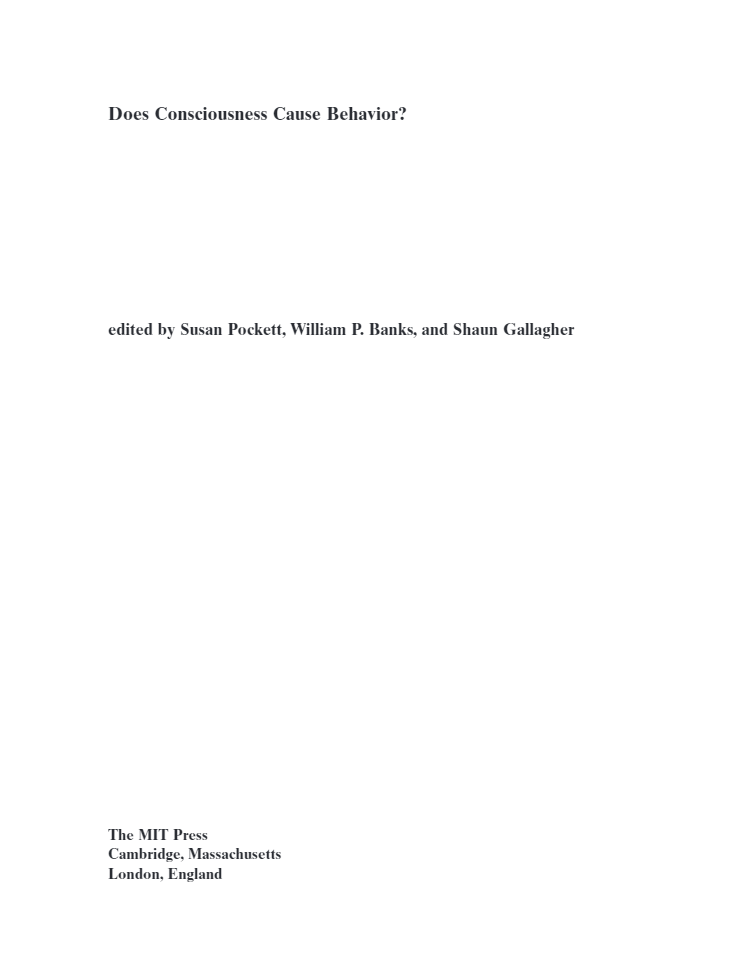 Does Consciousness Cause Behavior?
edited by Susan Pockett, William P. Banks, and Shaun Gallagher
The MIT Press
Cambridge, Massachusetts
London, England